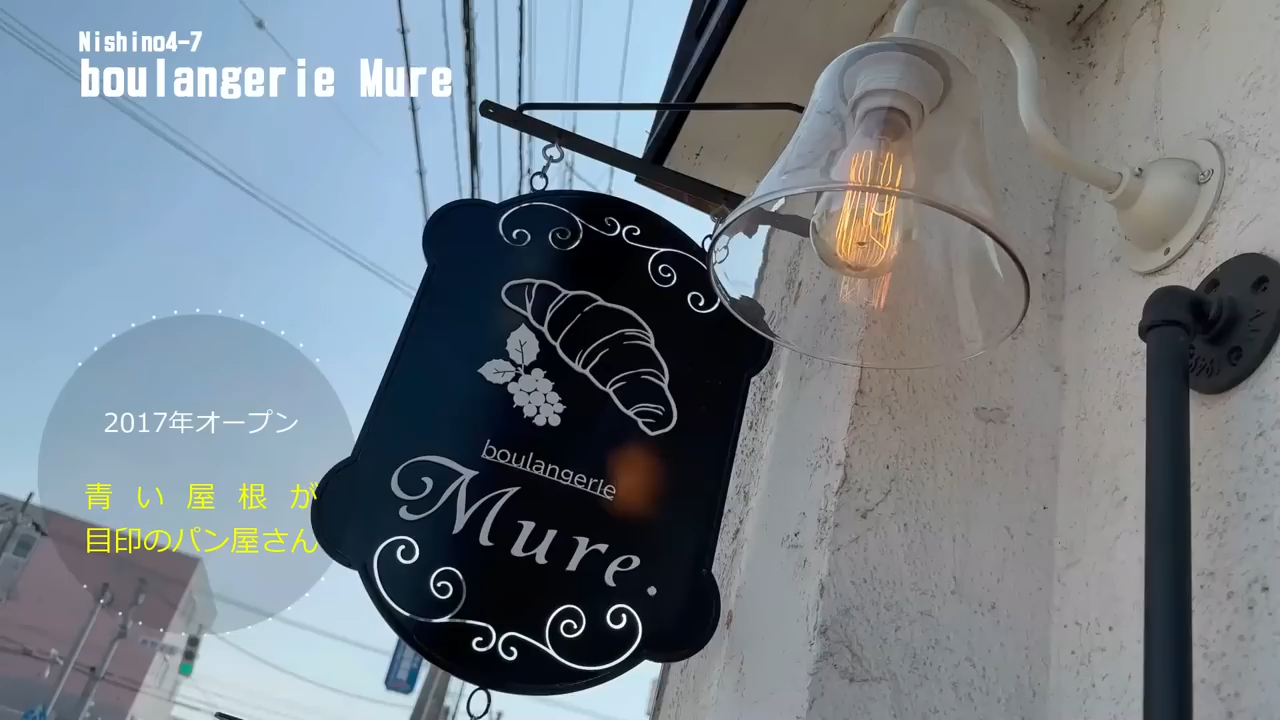 Nishino4-7
boulangerie Mure
2017年オープン
青い屋根が
目印のパン屋さん
boulangerie
Mure.